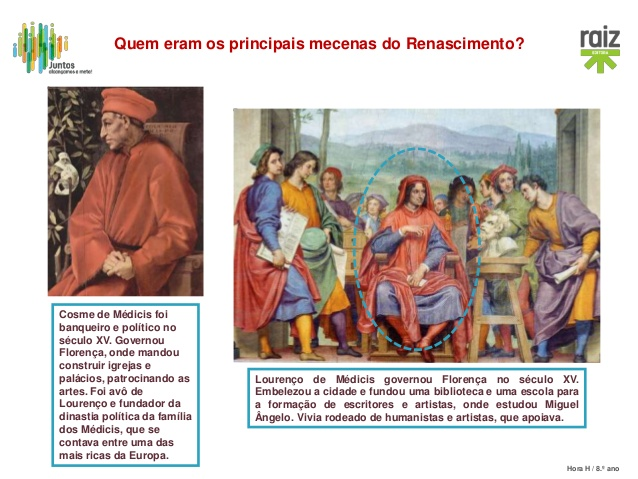 Juntos
alcançamos a meta!
Quem eram os principais mecenas do Renascimento?
raiz
EDITORA
Cosme de Médicis foi
banqueiro e político no
século XV. Governou
Florença, onde mandou
construir igrejas e
palácios, patrocinando as
artes. Foi avô de
Lourenço e fundador da
dinastia política da família
dos Médicis, que se
contava entre uma das
mais ricas da Europa.
Lourenço de Médicis governou Florença no século XV.
Embelezou a cidade e fundou uma biblioteca e uma escola para
a formação de escritores e artistas, onde estudou Miguel
Ângelo. Vivia rodeado de humanistas e artistas, que apoiava.
Hora H / 8.º ano